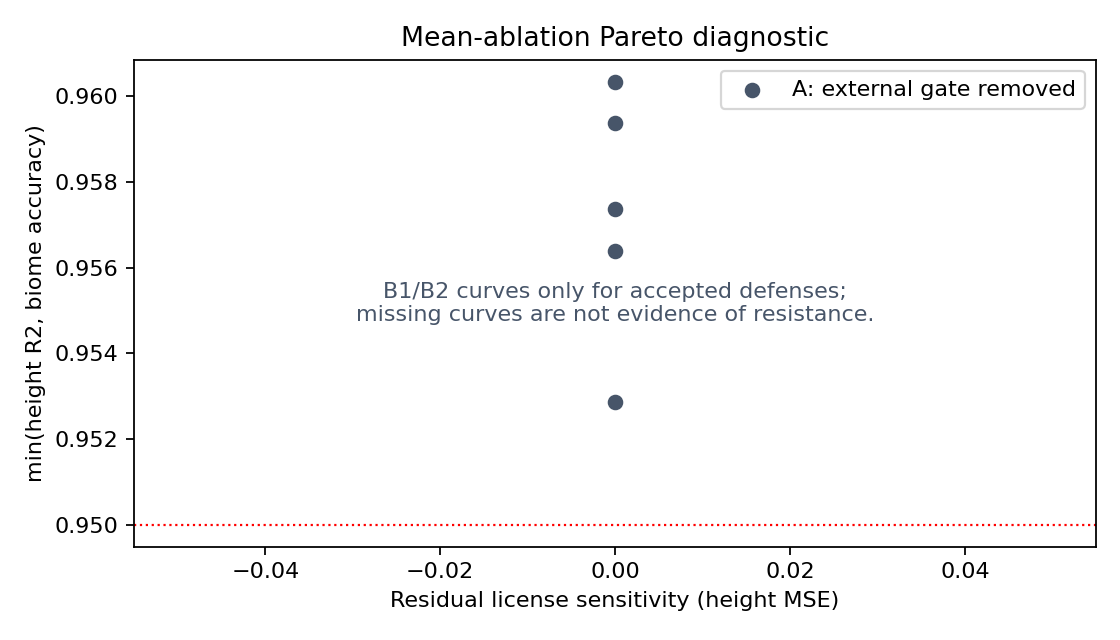 Mean-ablation Pareto diagnostic
A: external gate removed
min(height R2, biome accuracy)
0.960
0.958
0.956
0.954
0.952
0.950
B1/B2 curves only for accepted defenses;
missing curves are not evidence of resistance.
−0.04
−0.02
0.00
0.02
0.04
Residual license sensitivity (height MSE)